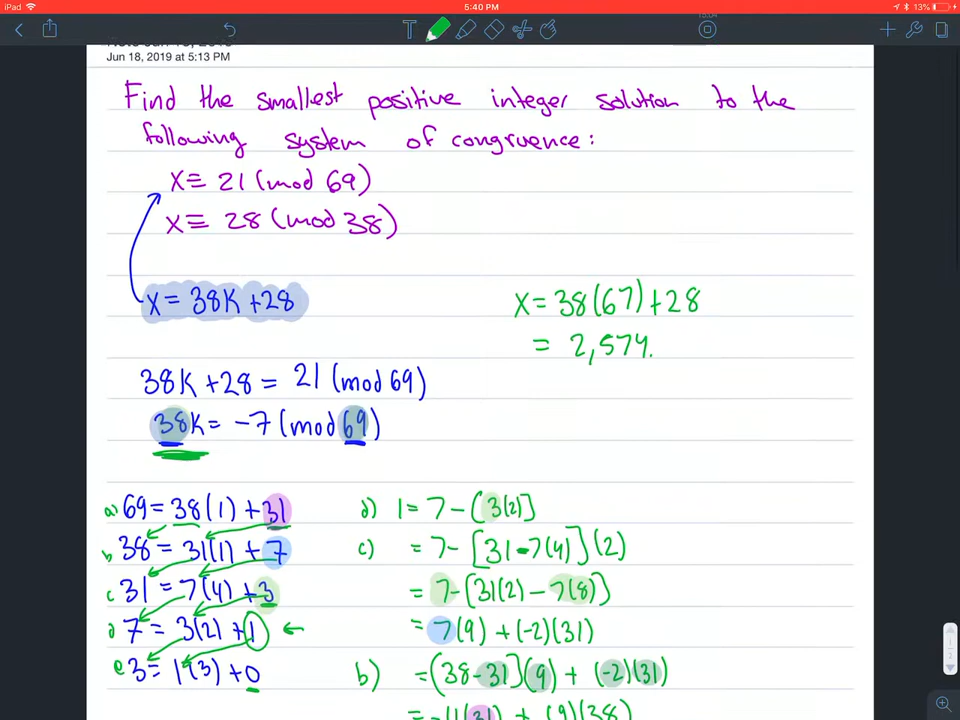 iPad
5:40 PM
13%
Jun 18, 2019 at 5:13 PM
Find the smallest positive integer solution to the
following system of congruence:
x ≡ 21 (mod 69)
x ≡ 28 (mod 38)
x = 38K + 28
x = 38(67) + 28
= 2,574.
38K + 28 = 21 (mod 69)
38K = -7 (mod 69)
a) 69 = 38(1) + 31
b 38 = 31(1) + 7
c 31 = 7(4) + 3
d 7 = 3(2) + 1
e 3 = 1(3) + 0
d) 1 = 7 - [3(2)]
c) = 7 - [31 - 7(4)](2)
= 7 - [31(2) - 7(8)]
= 7(9) + (-2)(31)
b) = (38 - 31)(9) + (-2)(31)
= -11(31) + (9)(38)